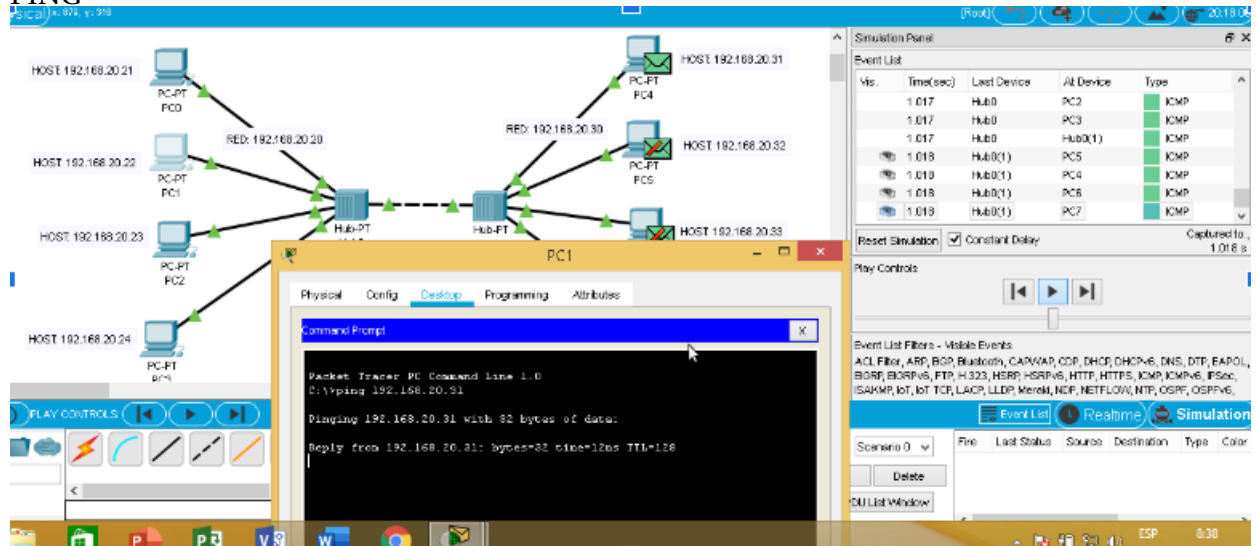 PING
x: 879, y: 318
[Root]
20:18:06
HOST: 192.168.20.21
PC-PT
PC0
RED: 192.168.20.20
HOST 192.168.20.22
PC-PT
PC1
HOST: 192.168.20.23
PC-PT
PC2
HOST 192.168.20.24
PC-PT
Hub-PT
RED: 192.168.20.30
Hub-PT
HOST: 192.168.20.31
PC-PT
PC4
HOST 192.168.20.32
PC-PT
PC5
HOST 192.168.20.33
Simulation Panel
Event List
Vis. Time(sec) Last Device At Device Type
1.017 Hub0 PC2 ICMP
1.017 Hub0 PC3 ICMP
1.017 Hub0 Hub0(1) ICMP
1.018 Hub0(1) PC5 ICMP
1.018 Hub0(1) PC4 ICMP
1.018 Hub0(1) PC6 ICMP
1.018 Hub0(1) PC7 ICMP
Reset Simulation Constant Delay
Captured to:
1.018 s
Play Controls
Event List Filters - Visible Events
ACL Filter, ARP, BGP, Bluetooth, CAPWAP, CDP, DHCP, DHCPv6, DNS, DTP, EAPOL,
EIGRP, EIGRPv6, FTP, H.323, HSRP, HSRPv6, HTTP, HTTPS, ICMP, ICMPv6, IPSec,
ISAKMP, IoT, IoT TCP, LACP, LLDP, Meraki, NDP, NETFLOW, NTP, OSPF, OSPFv6,
Event List Realtime Simulation
PC1
Physical Config Desktop Programming Attributes
Command Prompt X
Packet Tracer PC Command Line 1.0
C:\>ping 192.168.20.31
Pinging 192.168.20.31 with 32 bytes of data:
Reply from 192.168.20.31: bytes=32 time=12ms TTL=128
PLAY CONTROLS:
Scenario 0
Delete
PDU List Window
Fire Last Status Source Destination Type Color
ESP
8:38